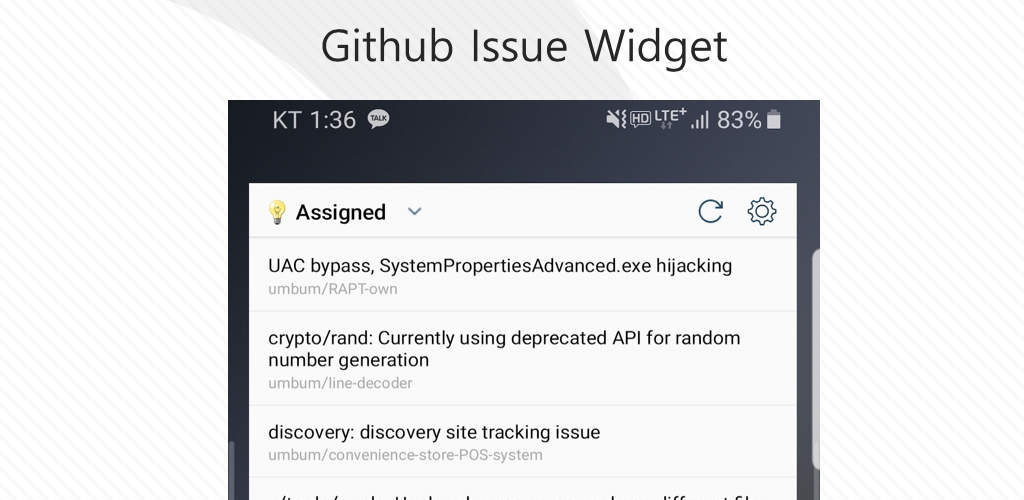 Github Issue Widget
KT 1:36 TALK HD LTE+ 83%
Assigned
UAC bypass, SystemPropertiesAdvanced.exe hijacking
umbum/RAPT-own
crypto/rand: Currently using deprecated API for random
number generation
umbum/line-decoder
discovery: discovery site tracking issue
umbum/convenience-store-POS-system